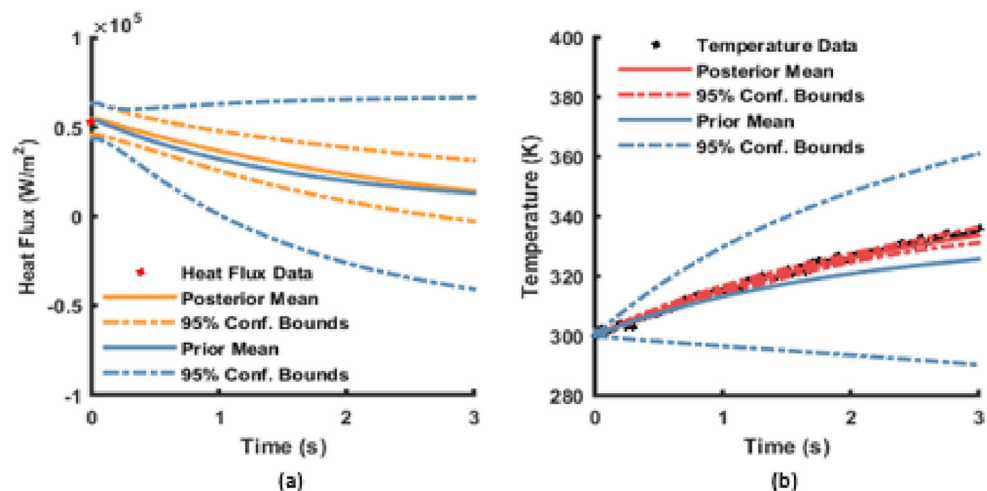 ×10⁵
1
0.5
0
-0.5
-1
Heat Flux (W/m²)
Heat Flux Data
Posterior Mean
95% Conf. Bounds
Prior Mean
95% Conf. Bounds
0 1 2 3
Time (s)
(a)
400
380
360
340
320
300
280
Temperature (K)
Temperature Data
Posterior Mean
95% Conf. Bounds
Prior Mean
95% Conf. Bounds
0 1 2 3
Time (s)
(b)